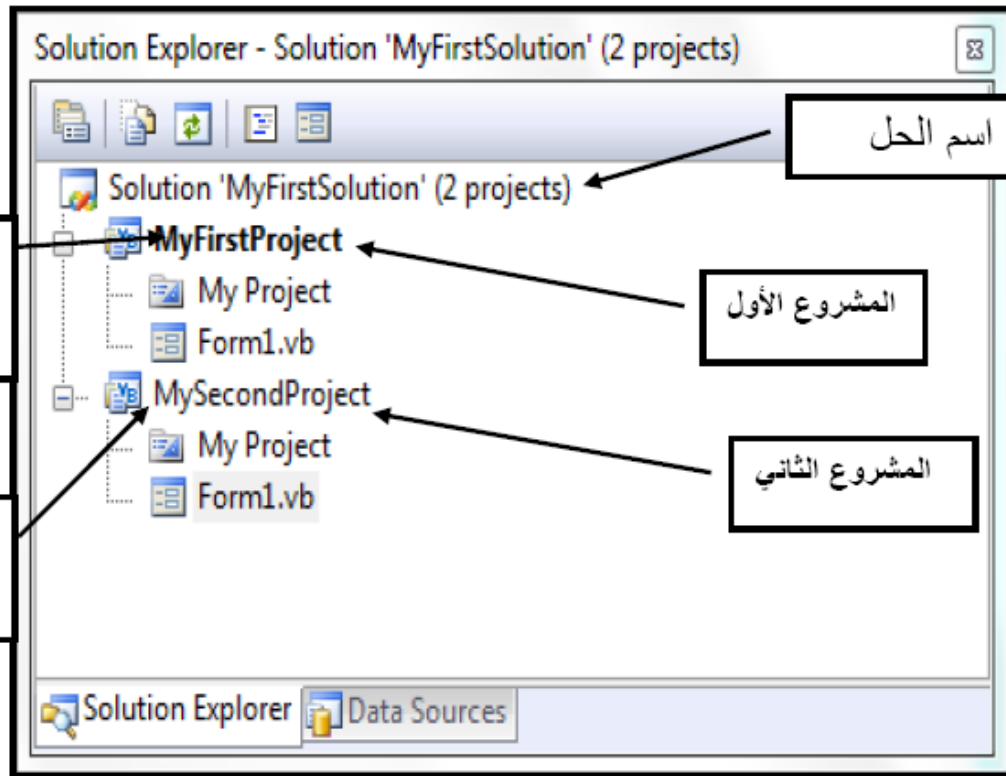 Solution Explorer - Solution 'MyFirstSolution' (2 projects)
اسم الحل
Solution 'MyFirstSolution' (2 projects)
MyFirstProject
My Project
المشروع الأول
Form1.vb
MySecondProject
My Project
المشروع الثاني
Form1.vb
Solution Explorer
Data Sources